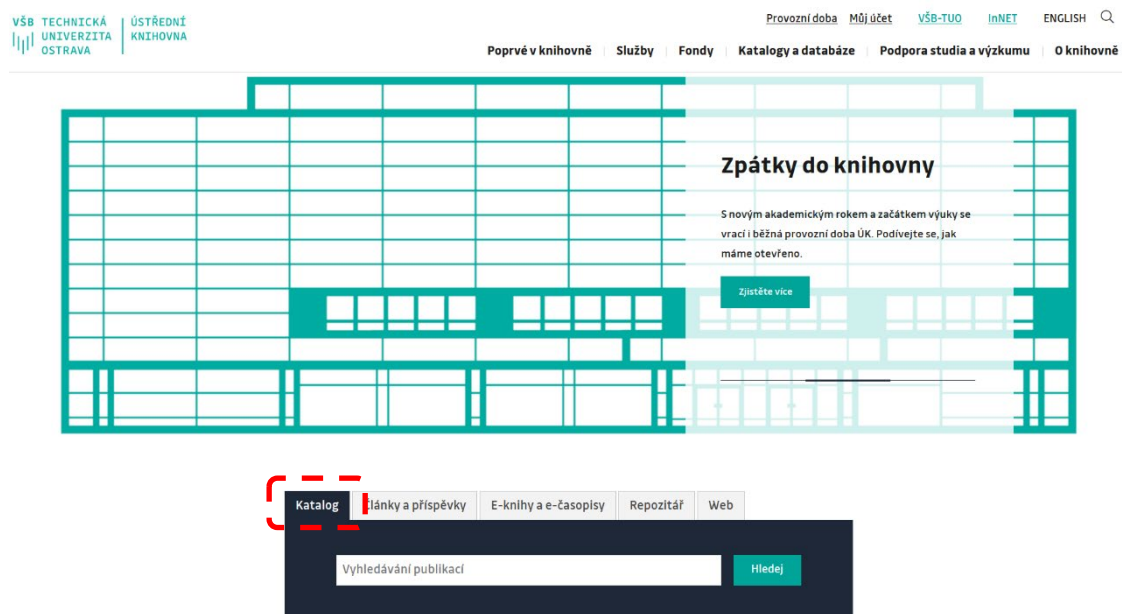 VŠB TECHNICKÁ UNIVERZITA OSTRAVA
ÚSTŘEDNÍ KNIHOVNA
Provozní doba Můj účet VŠB-TUO InNET ENGLISH
Poprvé v knihovně Služby Fondy Katalogy a databáze Podpora studia a výzkumu O knihovně
Zpátky do knihovny
S novým akademickým rokem a začátkem výuky se
vrací i běžná provozní doba ÚK. Podívejte se, jak
máme otevřeno.
Zjistěte více
Katalog Články a příspěvky E-knihy a e-časopisy Repozitář Web
Vyhledávání publikací Hledej